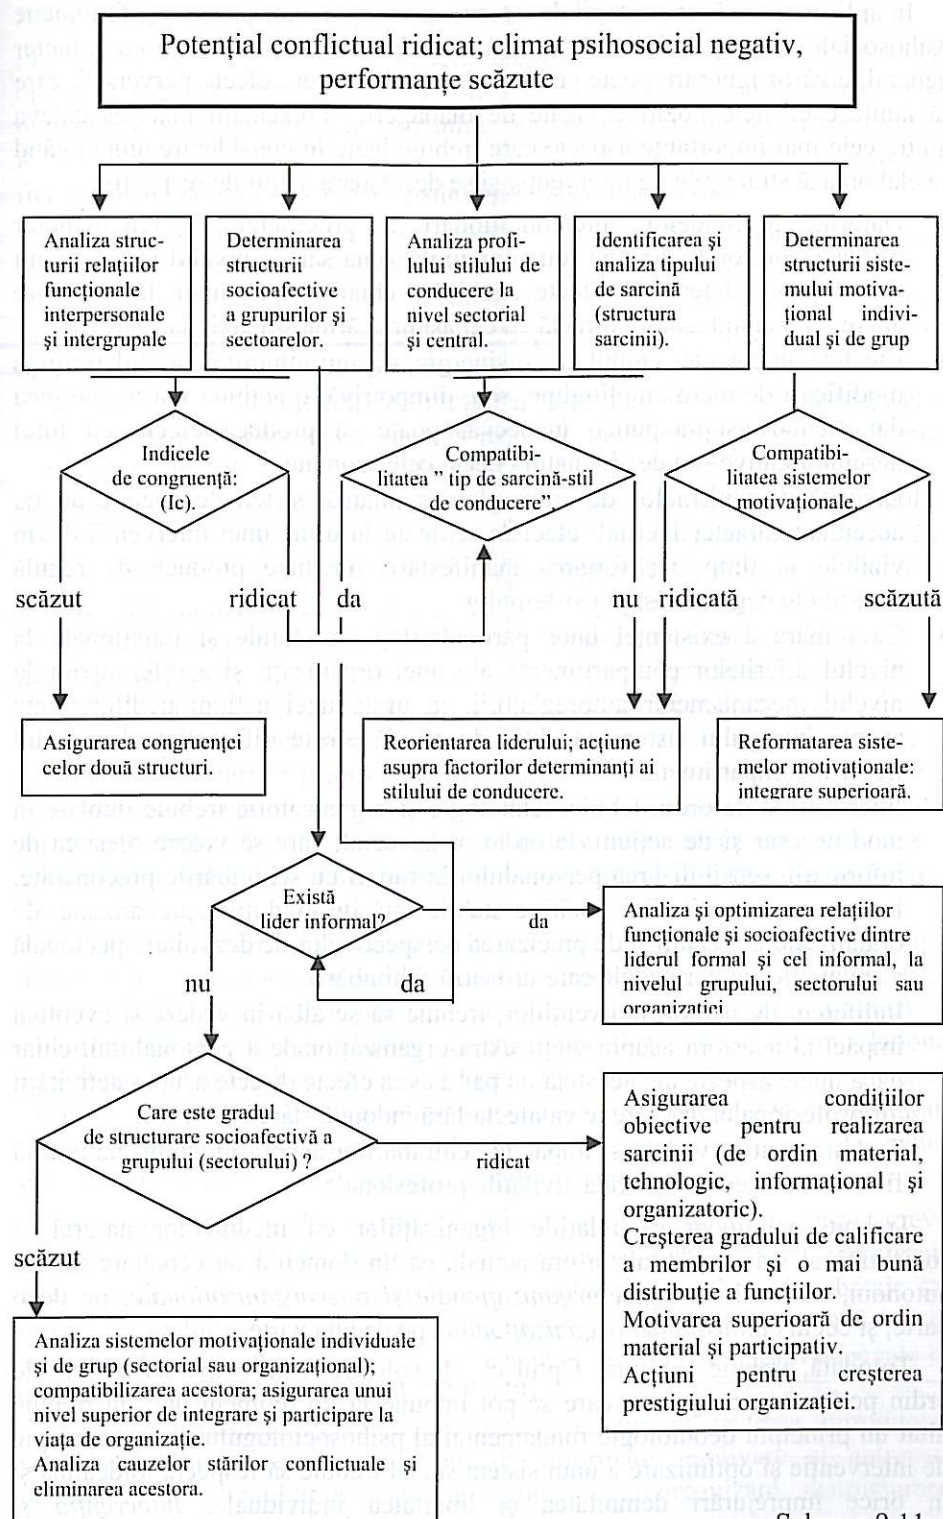 Potențial conflictual ridicat; climat psihosocial negativ,
performanțe scăzute
Analiza struc-
turii relațiilor
funcționale
interpersonale
și intergrupale
Determinarea
structurii
socioafective
a grupurilor și
sectoarelor.
Analiza profi-
lului stilului de
conducere la
nivel sectorial
și central.
Identificarea și
analiza tipului
de sarcină
(structura
sarcinii).
Determinarea
structurii siste-
mului motiva-
țional indivi-
dual și de grup
Indicele
de congruență:
(Ic).
Compatibi-
litatea ” tip de sarcină-stil
de conducere”,
Compatibi-
litatea sistemelor
motivaționale,
scăzut
ridicat
da
nu
ridicată
scăzută
Asigurarea congruenței
celor două structuri.
Reorientarea liderului; acțiune
asupra factorilor determinanți ai
stilului de conducere.
Reformatarea siste-
melor motivaționale:
integrare superioară.
Există
lider informal?
da
nu
da
Analiza și optimizarea relațiilor
funcționale și socioafective dintre
liderul formal și cel informal, la
nivelul grupului, sectorului sau
organizației
Care este gradul
de structurare socioafectivă a
grupului (sectorului) ?
ridicat
scăzut
Asigurarea condițiilor
obiective pentru realizarea
sarcinii (de ordin material,
tehnologic, informațional și
organizatoric).
Creșterea gradului de calificare
a membrilor și o mai bună
distribuție a funcțiilor.
Motivarea superioară de ordin
material și participativ.
Acțiuni pentru creșterea
prestigiului organizației.
Analiza sistenelor motivaționale individuale
și de grup (sectorial sau organizațional);
compatibilizarea acestora; asigurarea unui
nivel superior de integrare și participare la
viața de organizație.
Analiza cauzelor stărilor conflictuale și
eliminarea acestora.